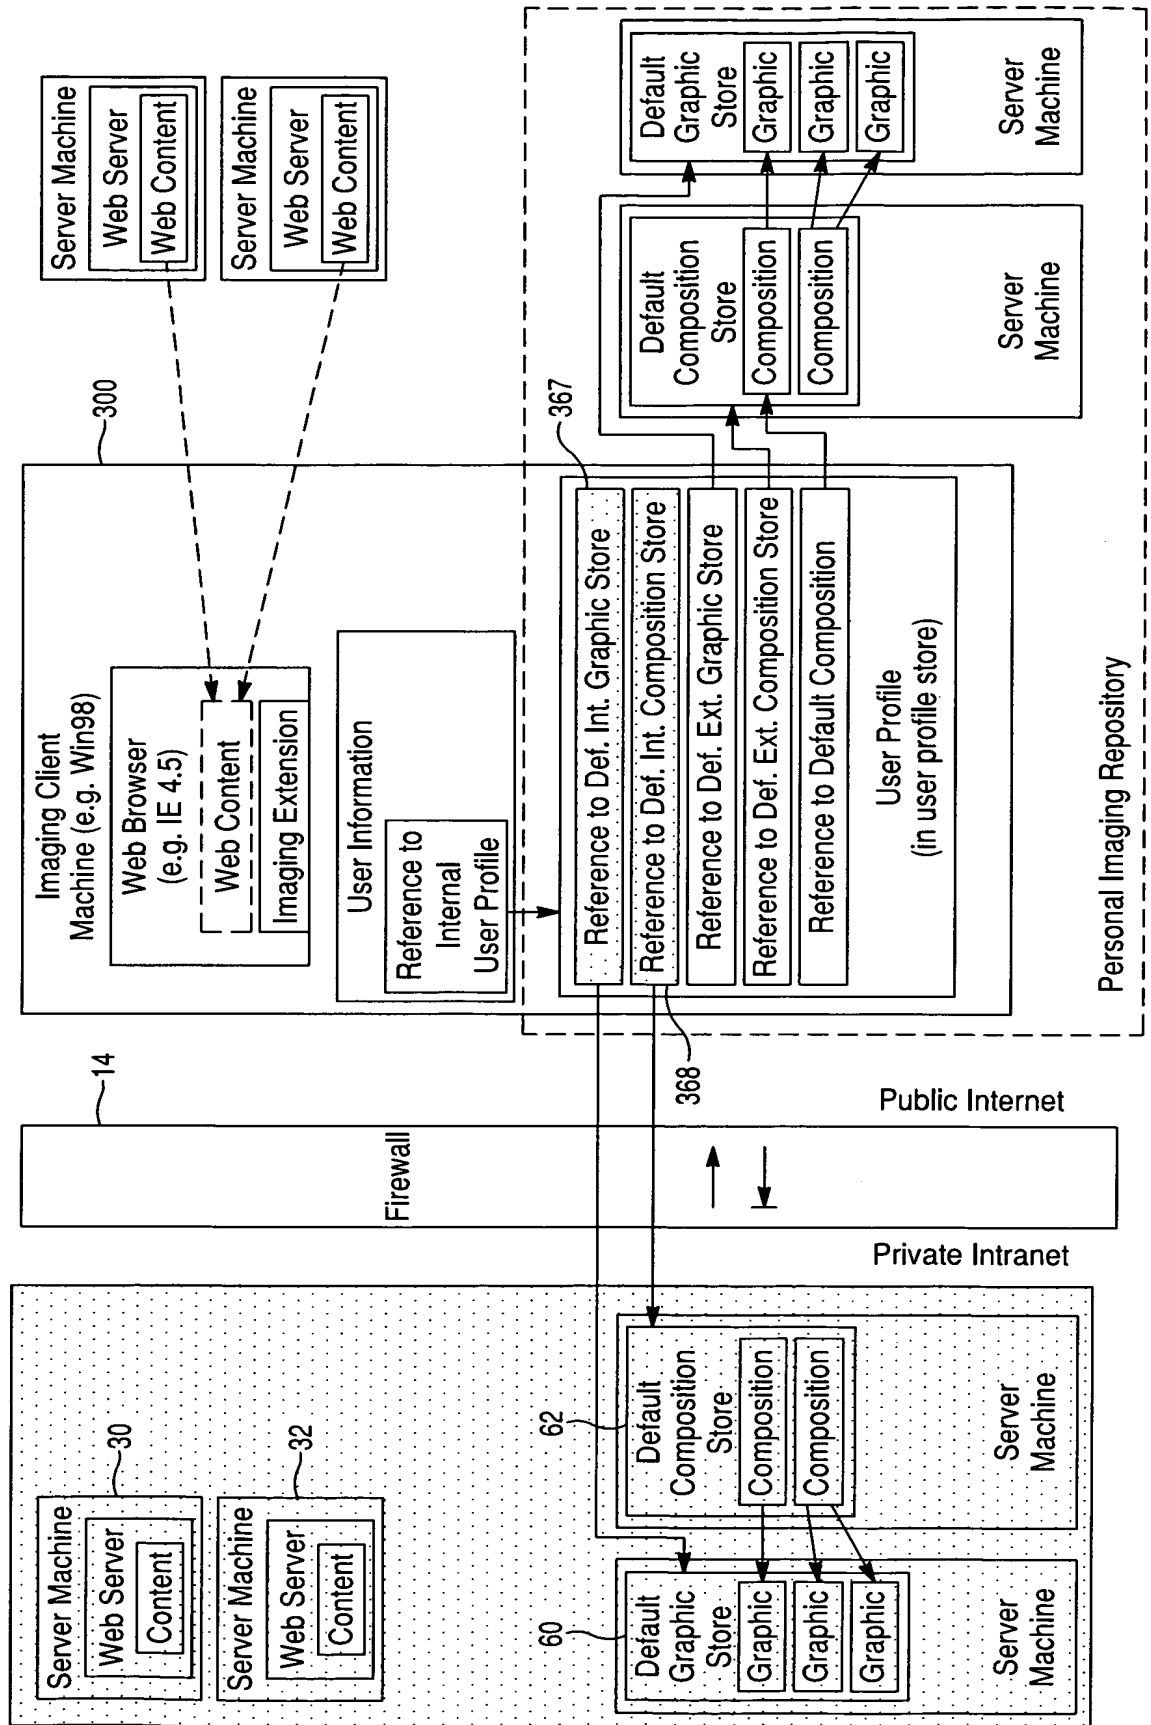 30
Server Machine
Web Server
Content
32
Server Machine
Web Server
Content
60
Default
Graphic
Store
Graphic
Graphic
Graphic
Server
Machine
62
Default
Composition
Store
Composition
Composition
Server
Machine
Private Intranet
14
Firewall
Public Internet
300
Imaging Client
Machine (e.g. Win98)
Web Browser
(e.g. IE 4.5)
Web Content
Imaging Extension
User Information
Reference to
Internal
User Profile
367
Reference to Def. Int. Graphic Store
Reference to Def. Int. Composition Store
Reference to Def. Ext. Graphic Store
Reference to Def. Ext. Composition Store
Reference to Default Composition
368
User Profile
(in user profile store)
Personal Imaging Repository
Server Machine
Web Server
Web Content
Server Machine
Web Server
Web Content
Default
Composition
Store
Composition
Composition
Server
Machine
Default
Graphic
Store
Graphic
Graphic
Graphic
Server
Machine